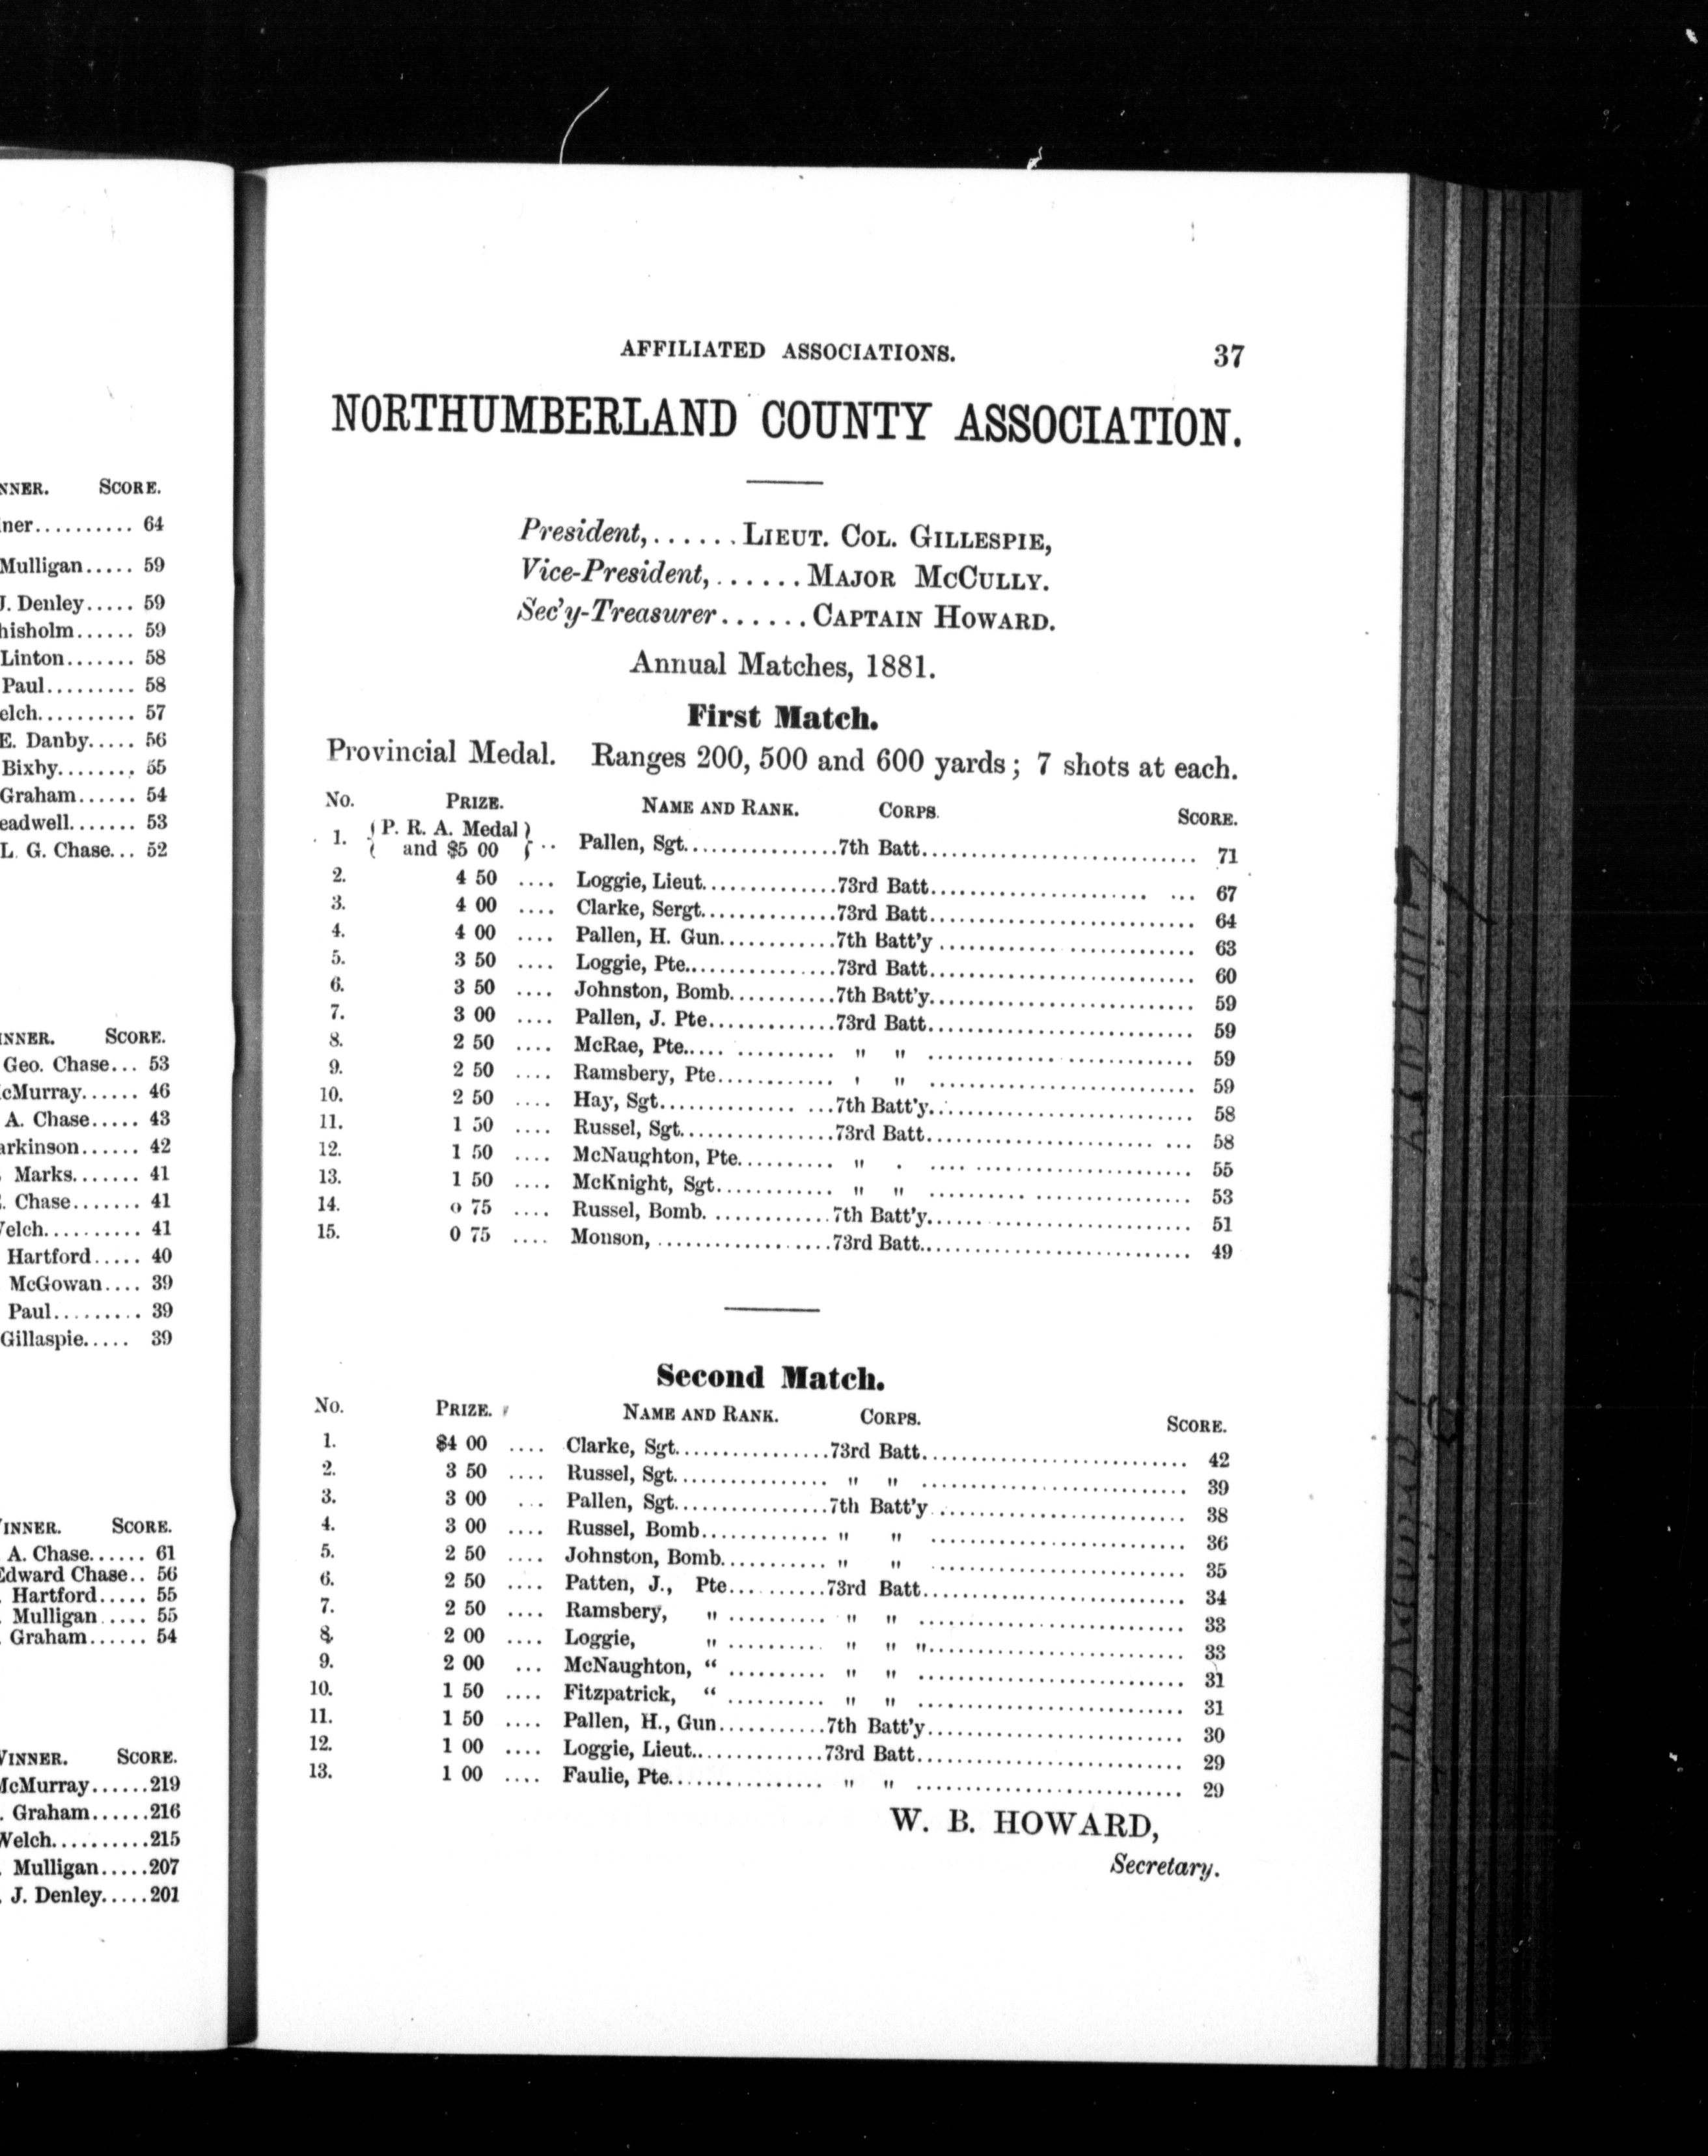 NNER. SCORE.
ner.......... 64
Mulligan..... 59
J. Denley..... 59
hisholm...... 59
Linton....... 58
Paul......... 58
elch.......... 57
E. Danby..... 56
Bixby........ 55
Graham...... 54
eadwell....... 53
L. G. Chase... 52
INNER. SCORE.
Geo. Chase... 53
cMurray...... 46
A. Chase..... 43
arkinson...... 42
Marks....... 41
. Chase....... 41
elch.......... 41
Hartford..... 40
McGowan.... 39
Paul......... 39
Gillaspie..... 39
INNER. SCORE.
A. Chase...... 61
Edward Chase.. 56
. Hartford..... 55
. Mulligan..... 55
. Graham...... 54
INNER. SCORE.
McMurray......219
. Graham......216
Welch..........215
. Mulligan.....207
. J. Denley.....201
AFFILIATED ASSOCIATIONS. 37
NORTHUMBERLAND COUNTY ASSOCIATION.
President,...... LIEUT. COL. GILLESPIE,
Vice-President,...... MAJOR MCCULLY.
Sec'y-Treasurer...... CAPTAIN HOWARD.
Annual Matches, 1881.
First Match.
Provincial Medal. Ranges 200, 500 and 600 yards; 7 shots at each.
No. PRIZE. NAME AND RANK. CORPS. SCORE.
1. { P. R. A. Medal and $5 00 } .. Pallen, Sgt................7th Batt............................ 71
2. 4 50 .... Loggie, Lieut.............73rd Batt....................... ... 67
3. 4 00 .... Clarke, Sergt.............73rd Batt........................... 64
4. 4 00 .... Pallen, H. Gun............7th Batt'y ........................... 63
5. 3 50 .... Loggie, Pte...............73rd Batt........................... 60
6. 3 50 .... Johnston, Bomb...........7th Batt'y........................... 59
7. 3 00 .... Pallen, J. Pte.............73rd Batt........................... 59
8. 2 50 .... McRae, Pte..... .......... " " ........................... 59
9. 2 50 .... Ramsbery, Pte............ ' " ........................... 59
10. 2 50 .... Hay, Sgt.............. ...7th Batt'y........................... 58
11. 1 50 .... Russel, Sgt................73rd Batt....................... ... 58
12. 1 50 .... McNaughton, Pte.......... " . .... ....................... 55
13. 1 50 .... McKnight, Sgt............ " " ........................... 53
14. 0 75 .... Russel, Bomb. ............7th Batt'y........................... 51
15. 0 75 .... Monson, ..................73rd Batt........................... 49
Second Match.
No. PRIZE. NAME AND RANK. CORPS. SCORE.
1. $4 00 .... Clarke, Sgt................73rd Batt........................... 42
2. 3 50 .... Russel, Sgt................ " " ........................... 39
3. 3 00 ... Pallen, Sgt................7th Batt'y ........................... 38
4. 3 00 .... Russel, Bomb............. " " ........................... 36
5. 2 50 .... Johnston, Bomb........... " " ........................... 35
6. 2 50 .... Patten, J., Pte..........73rd Batt........................... 34
7. 2 50 .... Ramsbery, " .......... " " ........................... 33
8. 2 00 .... Loggie, " .......... " " "........................... 33
9. 2 00 ... McNaughton, “ .......... " " ........................... 31
10. 1 50 .... Fitzpatrick, “ .......... " " ........................... 31
11. 1 50 .... Pallen, H., Gun...........7th Batt'y........................... 30
12. 1 00 .... Loggie, Lieut..............73rd Batt........................... 29
13. 1 00 .... Faulie, Pte................ " " ........................... 29
W. B. HOWARD,
Secretary.